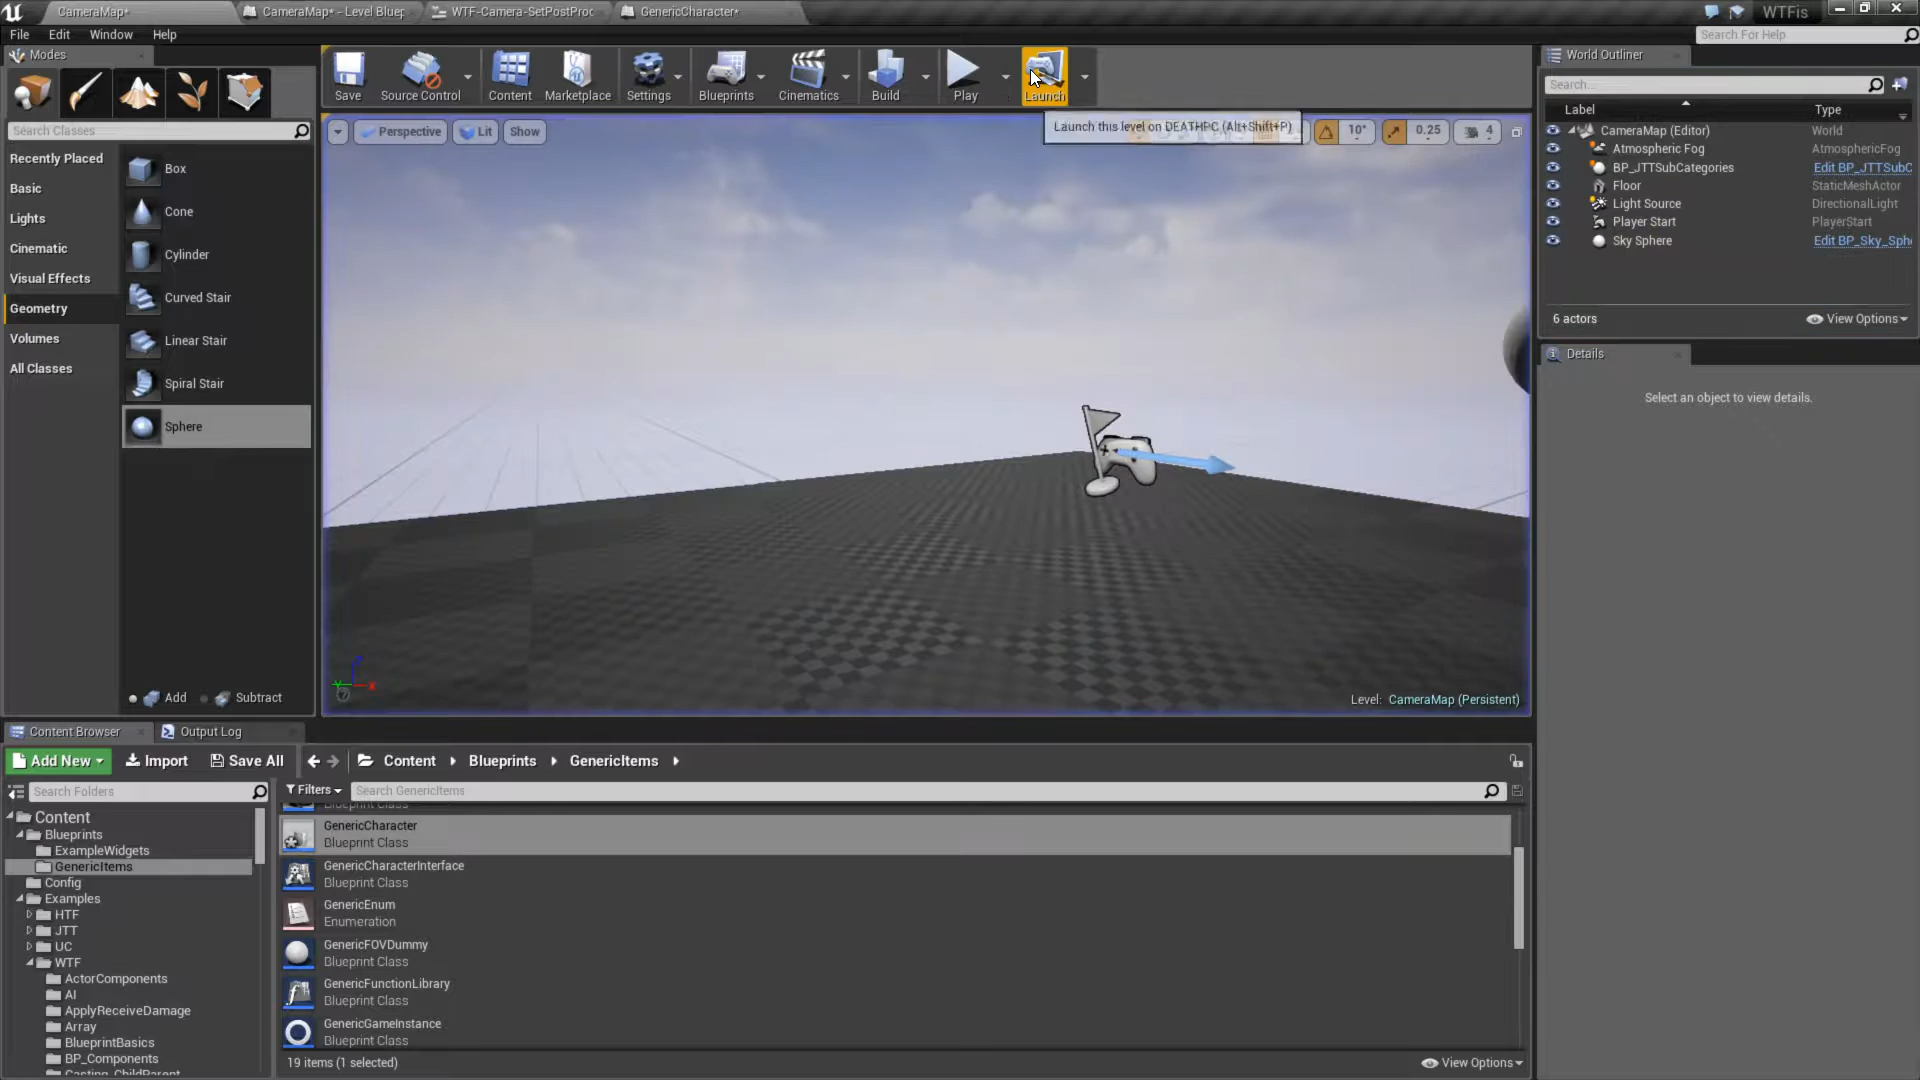 CameraMap*
CameraMap* - Level Bluep
WTF-Camera-SetPostProc
GenericCharacter*
WTFis
File Edit Window Help
Search For Help
Modes
Search Classes
Recently Placed
Basic
Lights
Cinematic
Visual Effects
Geometry
Volumes
All Classes
Box
Cone
Cylinder
Curved Stair
Linear Stair
Spiral Stair
Sphere
Add Subtract
Save
Source Control
Content
Marketplace
Settings
Blueprints
Cinematics
Build
Play
Launch
Launch this level on DEATHPC (Alt+Shift+P)
Perspective Lit Show
10° 0.25 4
Level: CameraMap (Persistent)
World Outliner
Search...
Label Type
CameraMap (Editor) World
Atmospheric Fog AtmosphericFog
BP_JTTSubCategories Edit BP_JTTSubC
Floor StaticMeshActor
Light Source DirectionalLight
Player Start PlayerStart
Sky Sphere Edit BP_Sky_Sph
6 actors View Options
Details
Select an object to view details.
Content Browser Output Log
Add New Import Save All Content Blueprints GenericItems
Search Folders
Filters Search GenericItems
Content
Blueprints
ExampleWidgets
GenericItems
Config
Examples
HTF
JTT
UC
WTF
ActorComponents
AI
ApplyReceiveDamage
Array
BlueprintBasics
BP_Components
Casting_ChildParent
Blueprint Class
GenericCharacter
Blueprint Class
GenericCharacterInterface
Blueprint Class
GenericEnum
Enumeration
GenericFOVDummy
Blueprint Class
GenericFunctionLibrary
Blueprint Class
GenericGameInstance
Blueprint Class
19 items (1 selected)
View Options